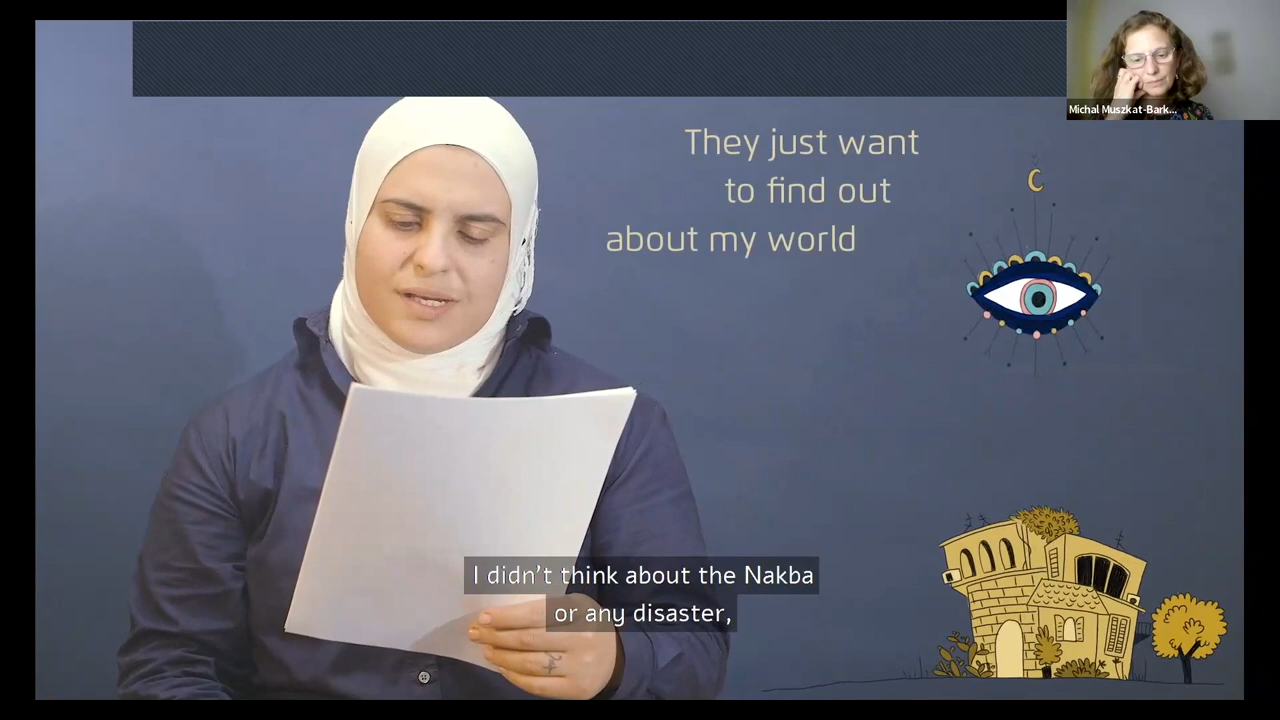 Michal Muszkat-Bark...
They just want
to find out
about my world
I didn't think about the Nakba
or any disaster,